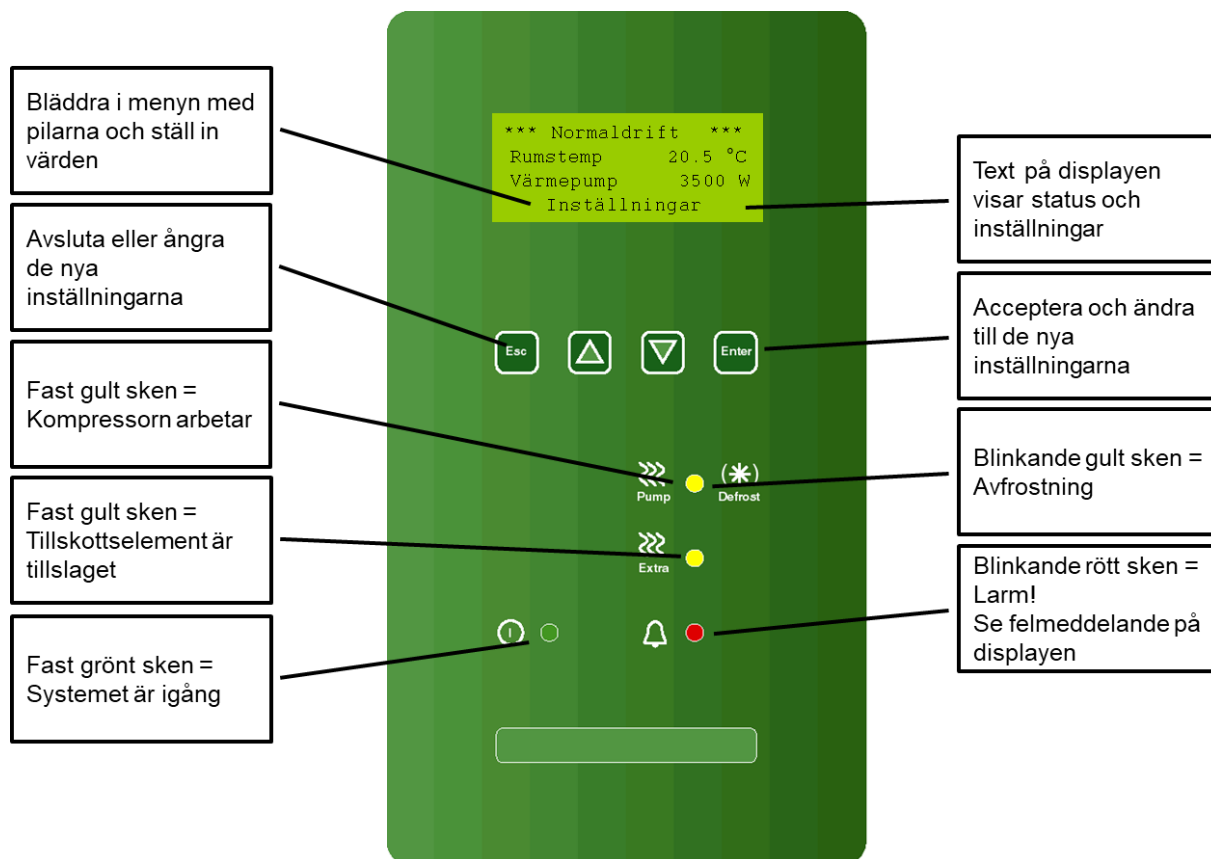 Bläddra i menyn med
pilarna och ställ in
värden
Avsluta eller ångra
de nya
inställningarna
Fast gult sken =
Kompressorn arbetar
Fast gult sken =
Tillskottselement är
tillslaget
Fast grönt sken =
Systemet är igång
*** Normaldrift ***
Rumstemp 20.5 °C
Värmepump 3500 W
Inställningar
Esc
Enter
Pump
Defrost
Extra
Text på displayen
visar status och
inställningar
Acceptera och ändra
till de nya
inställningarna
Blinkande gult sken =
Avfrostning
Blinkande rött sken =
Larm!
Se felmeddelande på
displayen